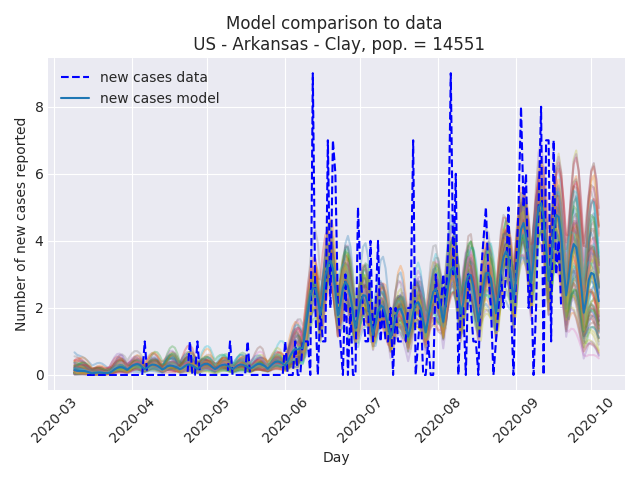 Model comparison to data
US - Arkansas - Clay, pop. = 14551
new cases data
new cases model
Number of new cases reported
8
6
4
2
0
2020-03
2020-04
2020-05
2020-06
2020-07
2020-08
2020-09
2020-10
Day